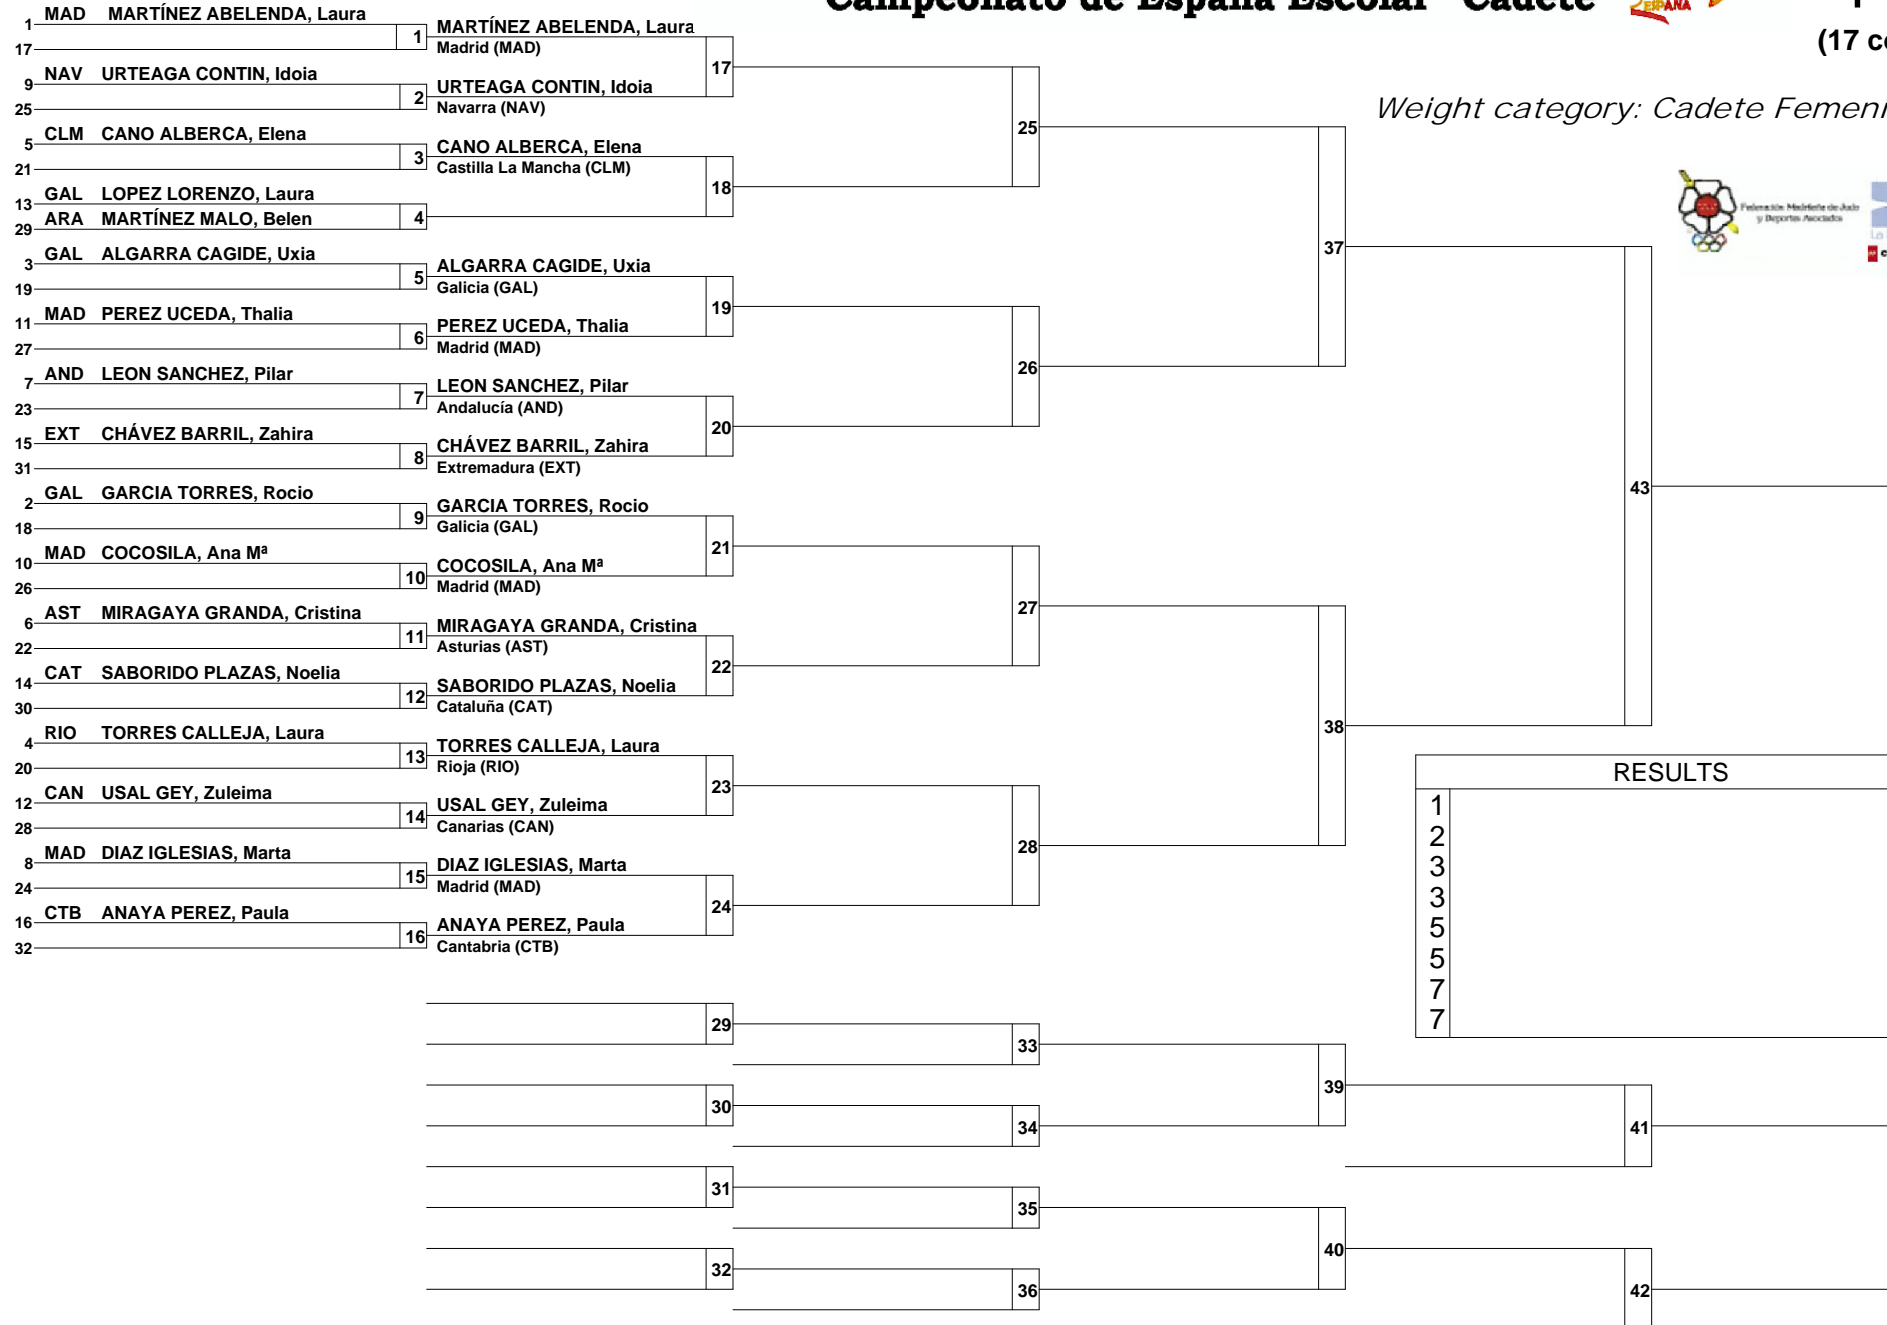 Campeonato de España Escolar "Cadete"
ESPAÑA
(17 c
Weight category: Cadete Femeni
Federación Madrileña de Judo
y Deportes Asociados
1 MAD MARTÍNEZ ABELENDA, Laura
17
1 MARTÍNEZ ABELENDA, Laura
Madrid (MAD)
17
9 NAV URTEAGA CONTIN, Idoia
25
2 URTEAGA CONTIN, Idoia
Navarra (NAV)
25
5 CLM CANO ALBERCA, Elena
21
3 CANO ALBERCA, Elena
Castilla La Mancha (CLM)
18
13 GAL LOPEZ LORENZO, Laura
29 ARA MARTÍNEZ MALO, Belen
4
37
3 GAL ALGARRA CAGIDE, Uxia
19
5 ALGARRA CAGIDE, Uxia
Galicia (GAL)
19
11 MAD PEREZ UCEDA, Thalia
27
6 PEREZ UCEDA, Thalia
Madrid (MAD)
26
7 AND LEON SANCHEZ, Pilar
23
7 LEON SANCHEZ, Pilar
Andalucía (AND)
20
15 EXT CHÁVEZ BARRIL, Zahira
31
8 CHÁVEZ BARRIL, Zahira
Extremadura (EXT)
43
2 GAL GARCIA TORRES, Rocio
18
9 GARCIA TORRES, Rocio
Galicia (GAL)
21
10 MAD COCOSILA, Ana Mª
26
10 COCOSILA, Ana Mª
Madrid (MAD)
27
6 AST MIRAGAYA GRANDA, Cristina
22
11 MIRAGAYA GRANDA, Cristina
Asturias (AST)
22
14 CAT SABORIDO PLAZAS, Noelia
30
12 SABORIDO PLAZAS, Noelia
Cataluña (CAT)
38
4 RIO TORRES CALLEJA, Laura
20
13 TORRES CALLEJA, Laura
Rioja (RIO)
23
12 CAN USAL GEY, Zuleima
28
14 USAL GEY, Zuleima
Canarias (CAN)
28
8 MAD DIAZ IGLESIAS, Marta
24
15 DIAZ IGLESIAS, Marta
Madrid (MAD)
24
16 CTB ANAYA PEREZ, Paula
32
16 ANAYA PEREZ, Paula
Cantabria (CTB)
RESULTS
1
2
3
3
5
5
7
7
29
33
39
30
34
41
31
35
40
32
36
42